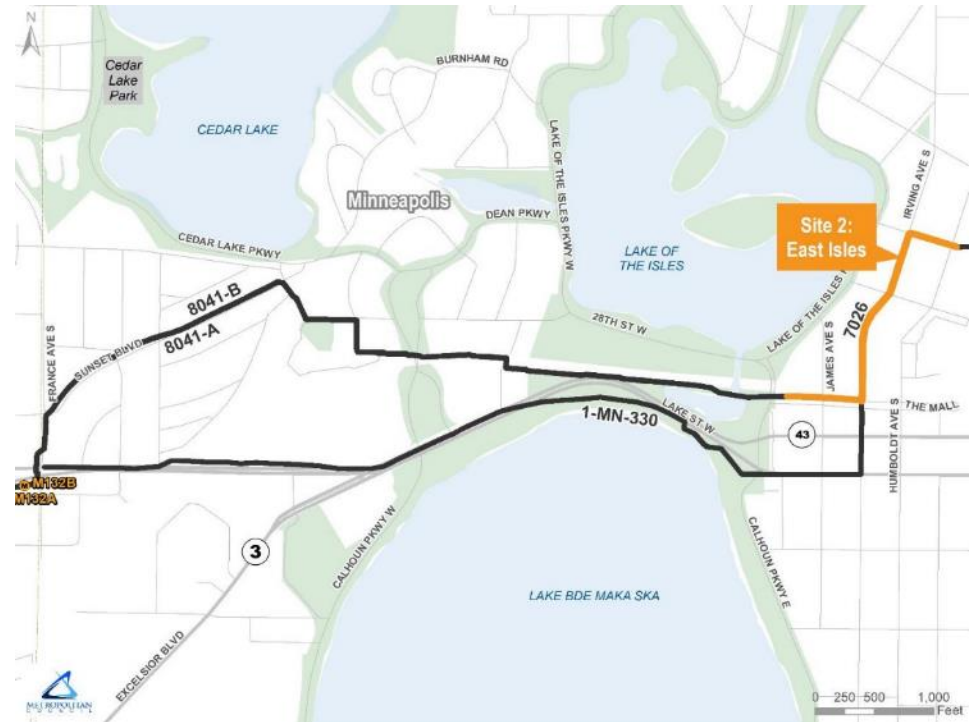 N
Cedar
Lake
Park
BURNHAM RD
CEDAR LAKE
LAKE OF THE ISLES PKWY W
IRVING AVE S
Minneapolis
DEAN PKWY
Site 2:
East Isles
CEDAR LAKE PKWY
LAKE OF
THE ISLES
LAKE OF THE ISLES P
8041-B
8041-A
SUNSET BLVD
FRANCE AVE S
28TH ST W
JAMES AVE S
7026
THE MALL
1-MN-330
LAKE ST W
43
HUMBOLDT AVE S
M132B
M132A
3
CALHOUN PKWY W
CALHOUN PKWY E
LAKE BDE MAKA SKA
EXCELSIOR BLVD
METROPOLITAN
COUNCIL
0 250 500 1,000
Feet